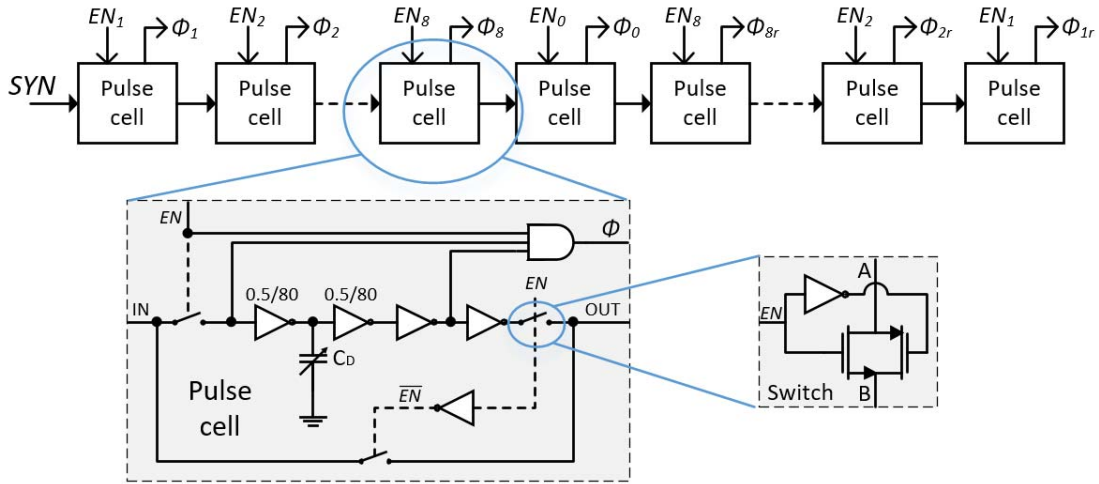 EN1 Φ1 EN2 Φ2 EN8 Φ8 EN0 Φ0 EN8 Φ8r EN2 Φ2r EN1 Φ1r
SYN Pulse cell Pulse cell Pulse cell Pulse cell Pulse cell Pulse cell Pulse cell
EN Φ
EN
0.5/80 0.5/80
IN OUT
CD
EN
Pulse cell
A
EN
Switch B